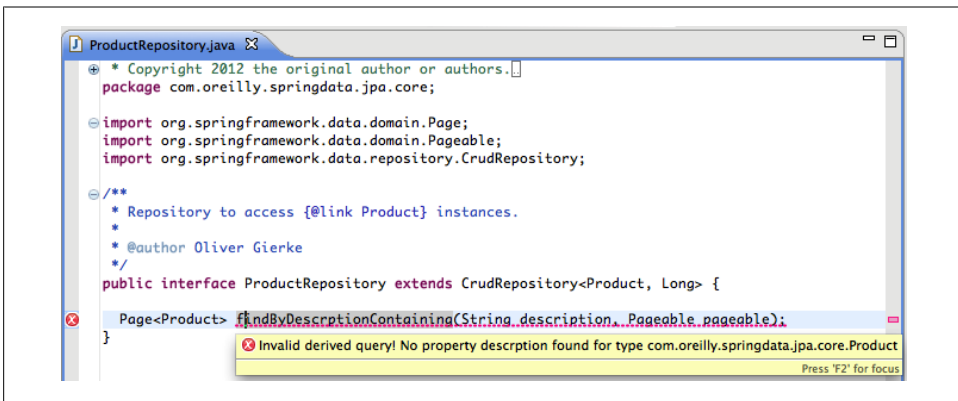 ProductRepository.java
* Copyright 2012 the original author or authors.
package com.oreilly.springdata.jpa.core;
import org.springframework.data.domain.Page;
import org.springframework.data.domain.Pageable;
import org.springframework.data.repository.CrudRepository;
/**
* Repository to access {@link Product} instances.
*
* @author Oliver Gierke
*/
public interface ProductRepository extends CrudRepository<Product, Long> {
Page<Product> findByDescrptionContaining(String description, Pageable pageable);
}
Invalid derived query! No property descrption found for type com.oreilly.springdata.jpa.core.Product
Press 'F2' for focus